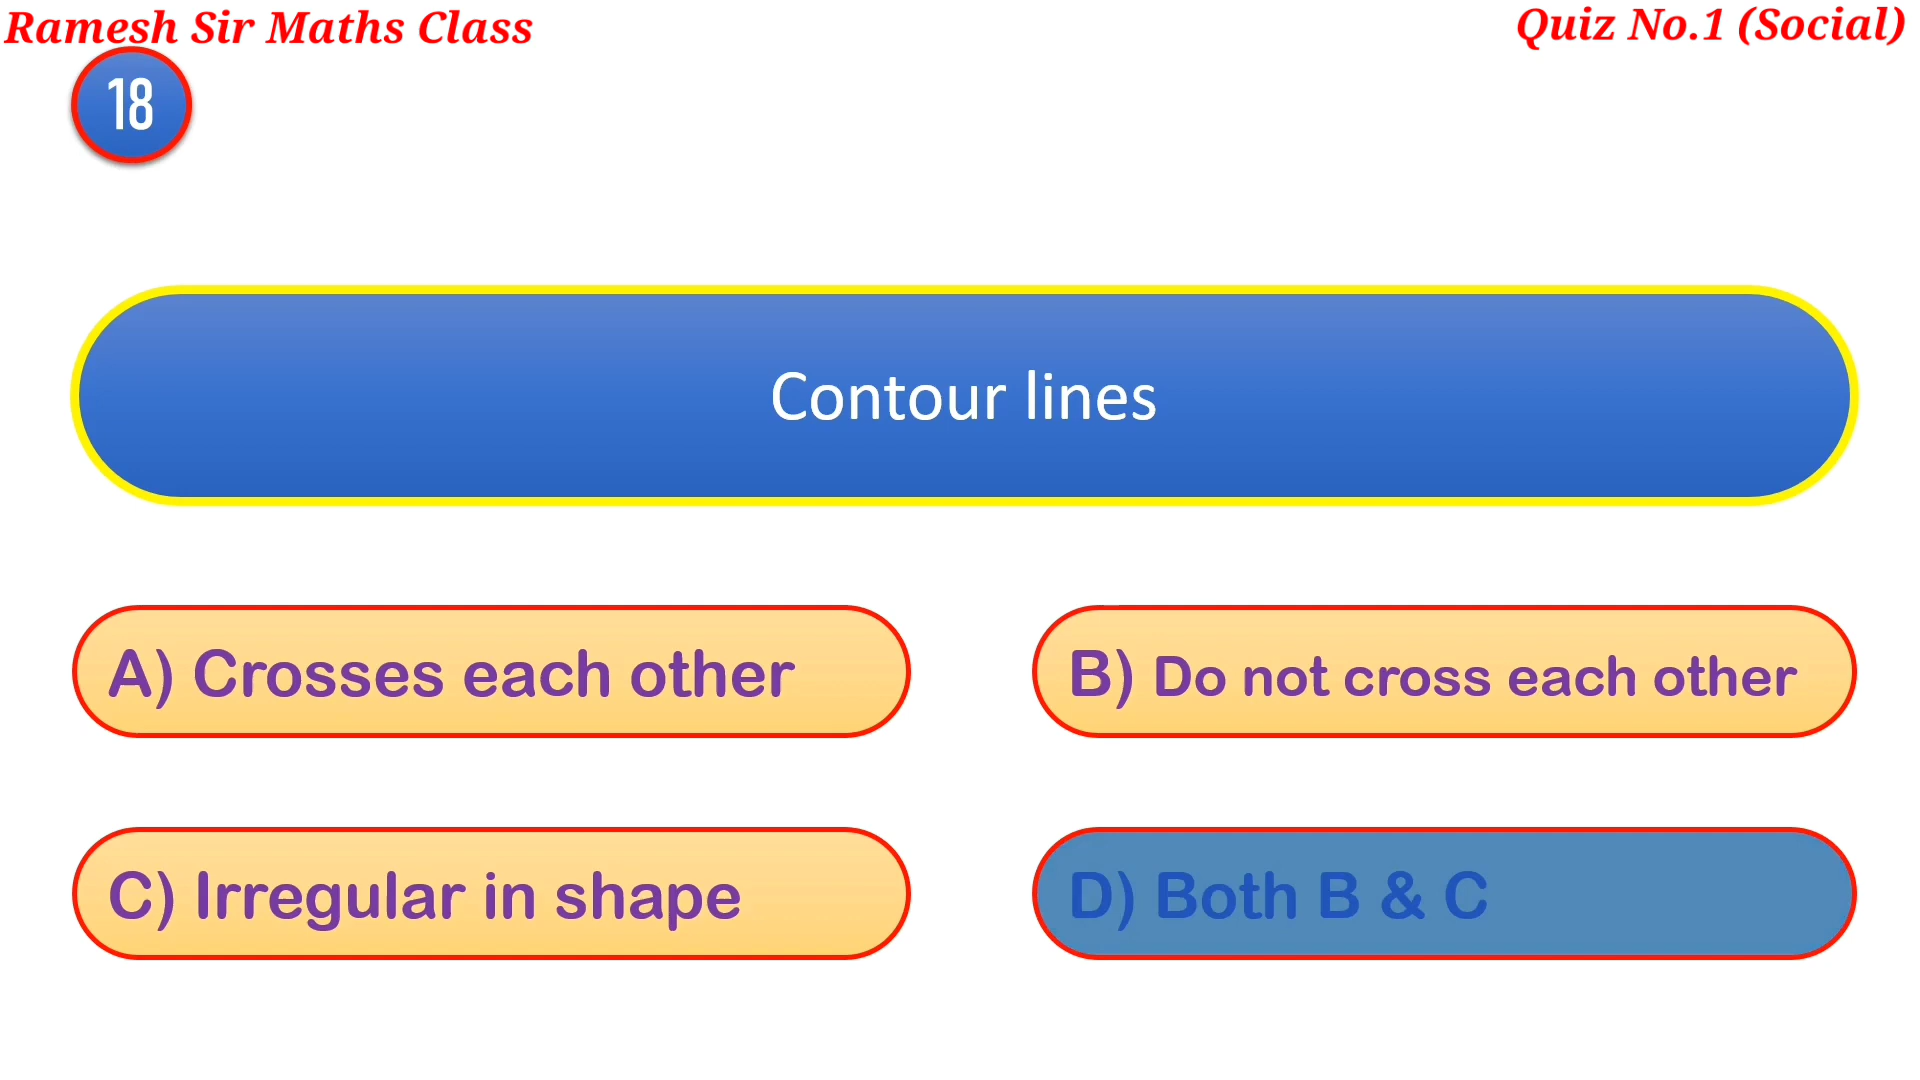 Ramesh Sir Maths Class
Quiz No.1 (Social)
18
Contour lines
A) Crosses each other
B) Do not cross each other
C) Irregular in shape
D) Both B & C